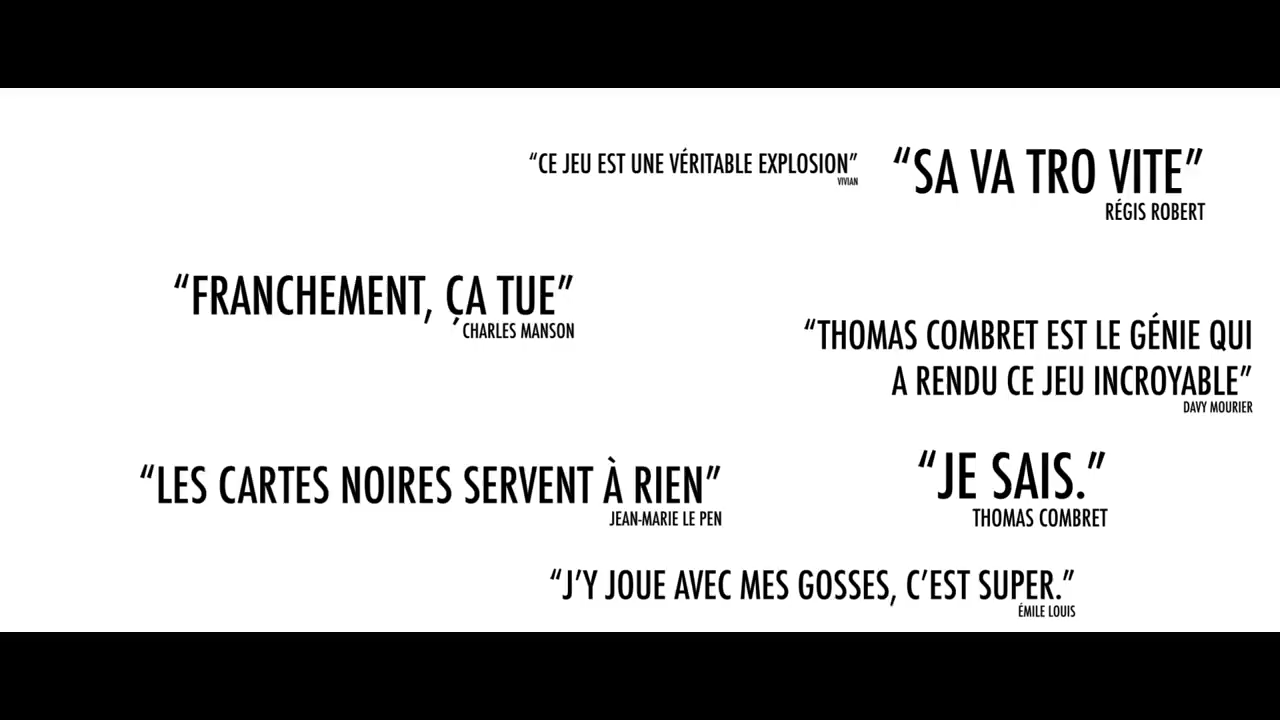 “CE JEU EST UNE VÉRITABLE EXPLOSION”
VIVIAN
“SA VA TRO VITE”
RÉGIS ROBERT
“FRANCHEMENT, ÇA TUE”
CHARLES MANSON
“THOMAS COMBRET EST LE GÉNIE QUI
A RENDU CE JEU INCROYABLE”
DAVY MOURIER
“LES CARTES NOIRES SERVENT À RIEN”
JEAN-MARIE LE PEN
“JE SAIS.”
THOMAS COMBRET
“J’Y JOUE AVEC MES GOSSES, C’EST SUPER.”
ÉMILE LOUIS